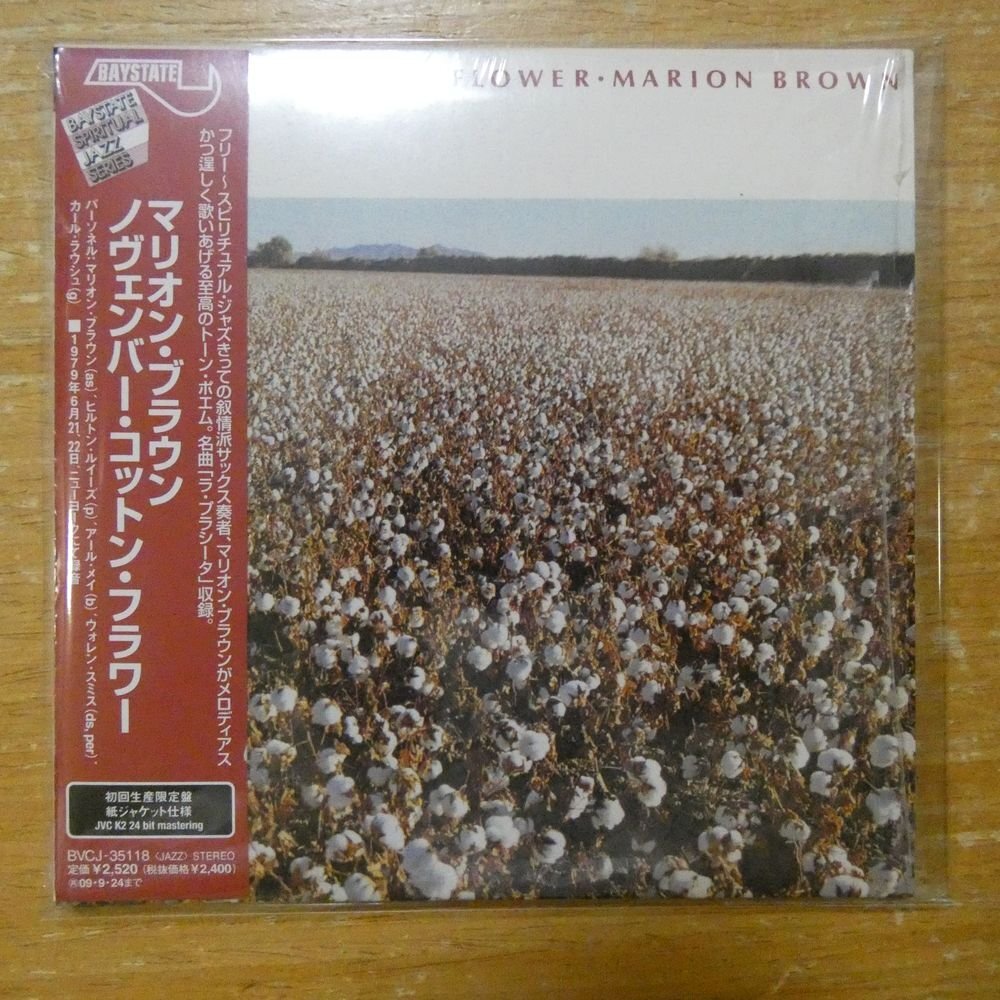 BAYSTATE
BAYSTATE
SPIRITUAL
JAZZ
SERIES
FLOWER・MARION BROWN
フリー〜スピリチュアル・ジャズきっての叙情派サックス奏者、マリオン・ブラウンがメロディアス
かつ逞しく歌いあげる至高のトーン・ポエム。名曲「ラ・プラシータ」収録。
マリオン・ブラウン
ノヴェンバー・コットン・フラワー
パーソネル:マリオン・ブラウン(as)、ヒルトン・ルイーズ(p)、アール・メイ(b)、ウォレン・スミス(ds, per)、
カール・ラウシュ(g) ■1979年6月21、22日、ニューヨークにて録音
初回生産限定盤
紙ジャケット仕様
JVC K2 24 bit mastering
BVCJ-35118 〈JAZZ〉 STEREO
定価¥2,520 (税抜価格¥2,400)
09・9・24まで